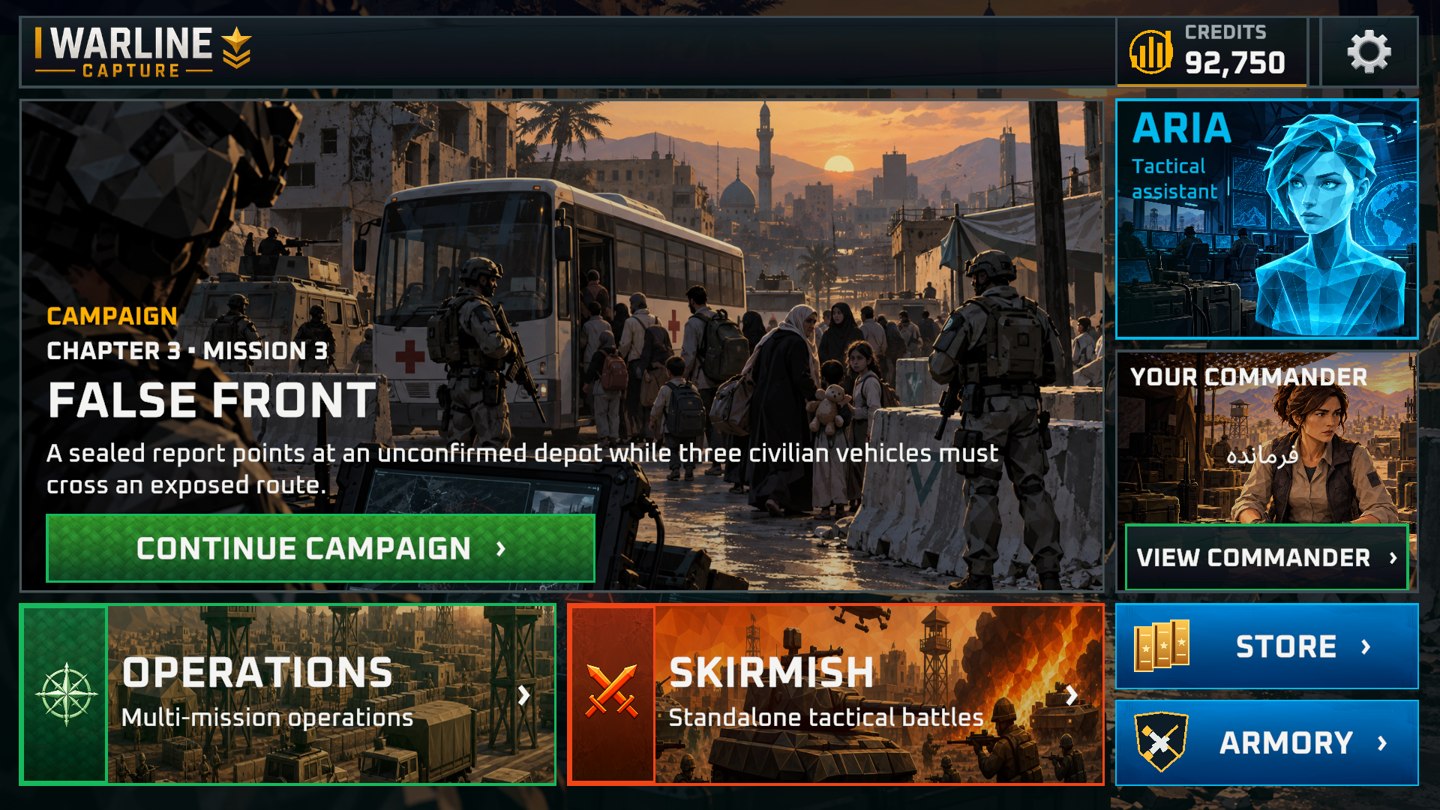 WARLINE
CAPTURE
CREDITS
92,750
ARIA
Tactical
assistant
CAMPAIGN
CHAPTER 3 • MISSION 3
FALSE FRONT
A sealed report points at an unconfirmed depot while three civilian vehicles must
cross an exposed route.
CONTINUE CAMPAIGN ›
YOUR COMMANDER
فرمانده
VIEW COMMANDER ›
OPERATIONS
Multi-mission operations
›
SKIRMISH
Standalone tactical battles
›
STORE ›
ARMORY ›